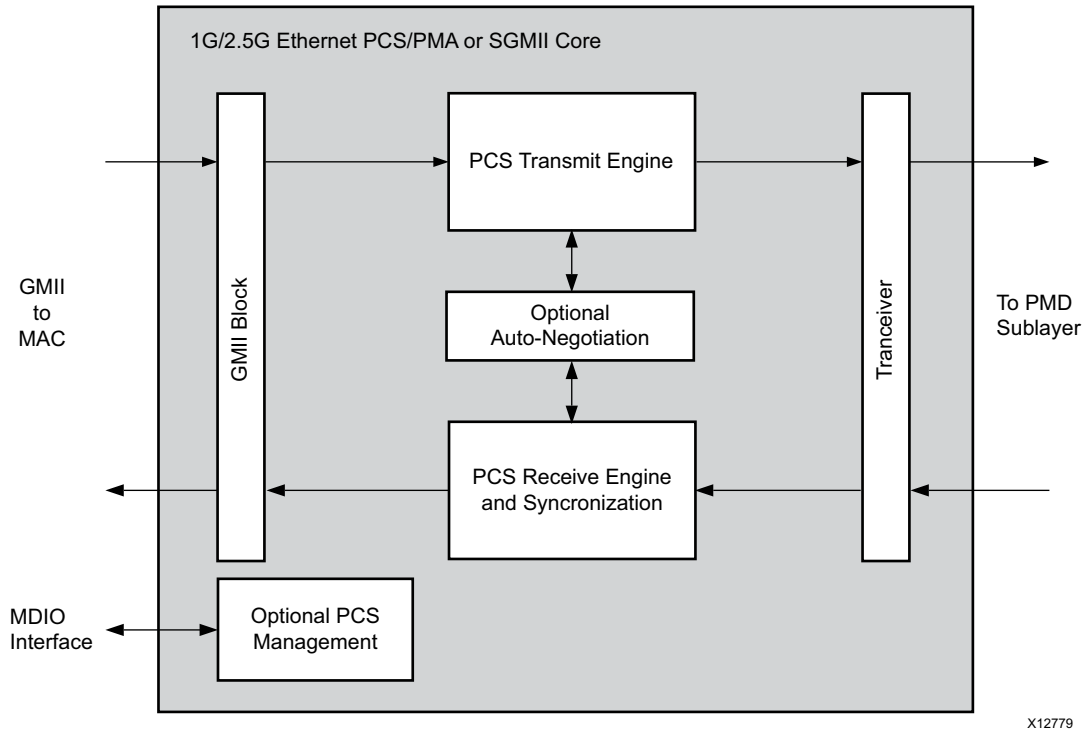 1G/2.5G Ethernet PCS/PMA or SGMII Core
PCS Transmit Engine
GMII
to
MAC
GMII Block
Optional
Auto-Negotiation
Tranceiver
To PMD
Sublayer
PCS Receive Engine
and Syncronization
MDIO
Interface
Optional PCS
Management
X12779